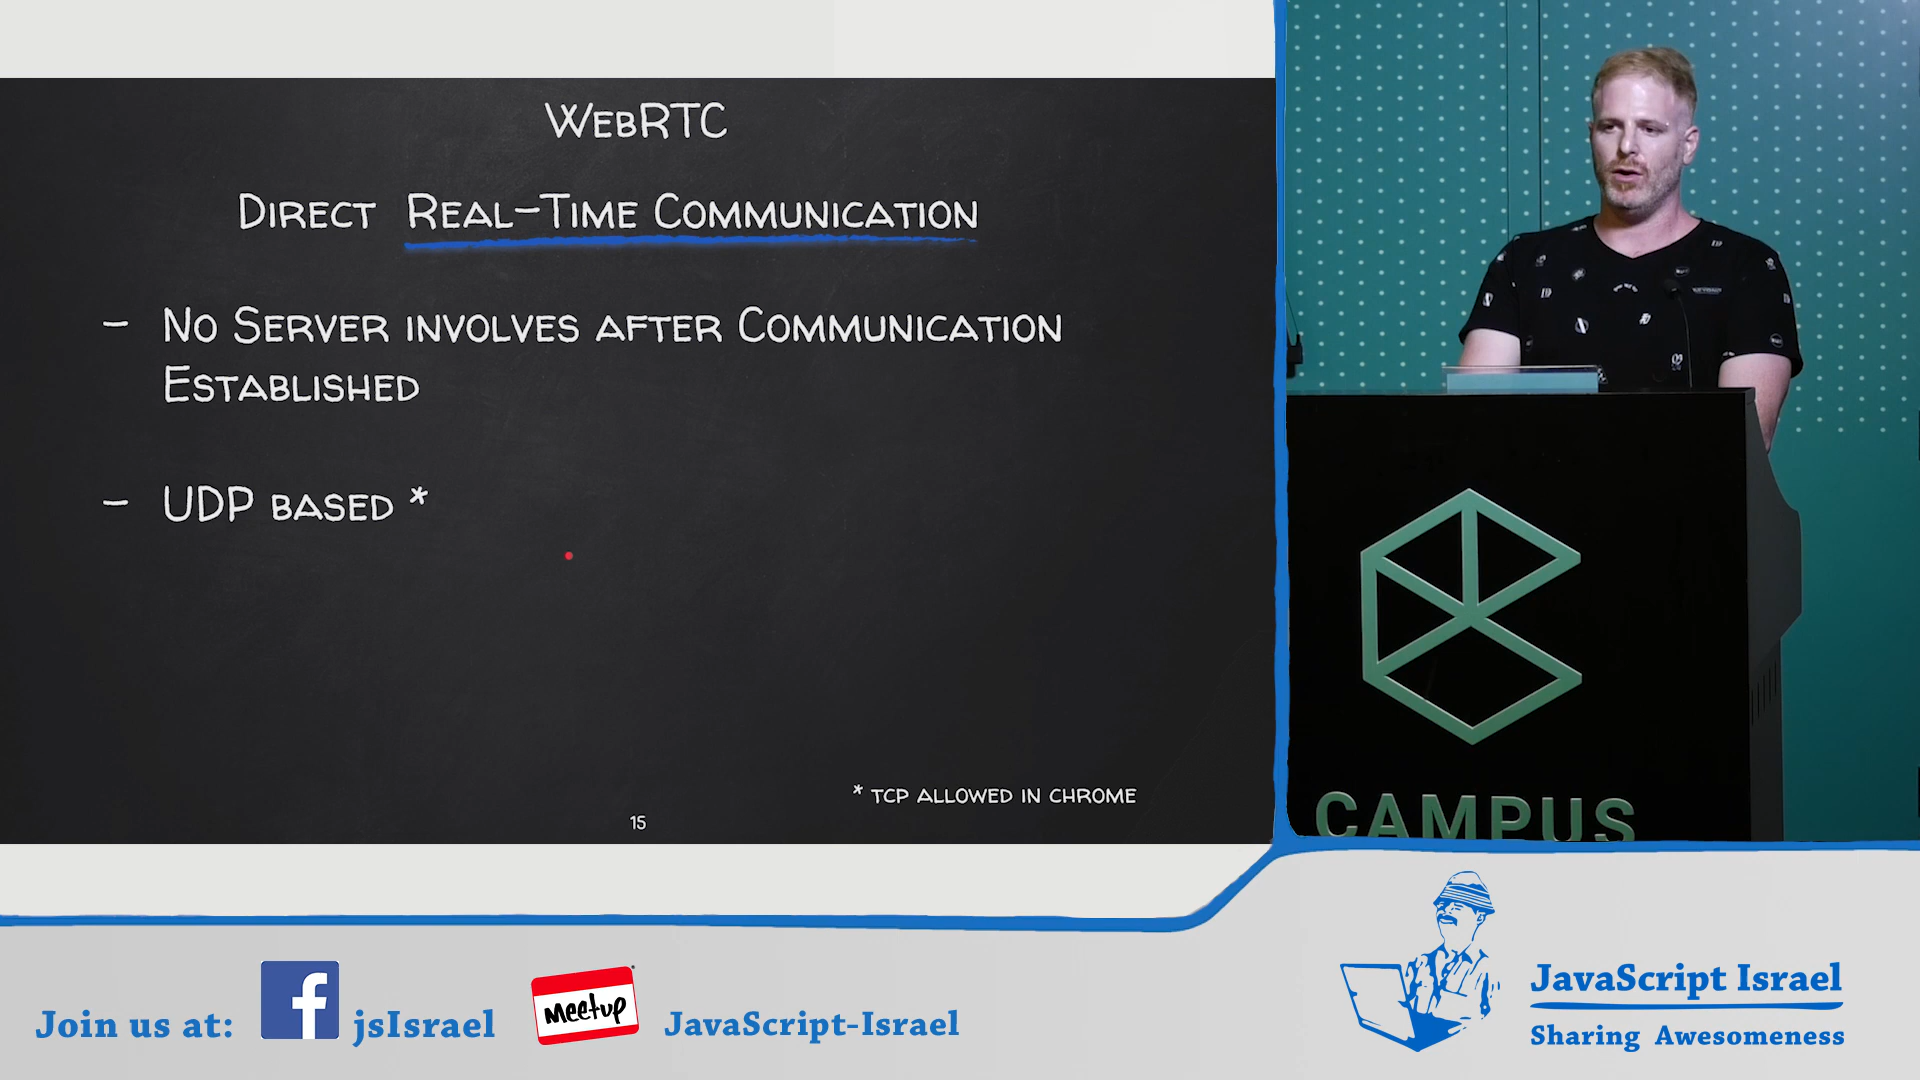 WebRTC
Direct Real-Time Communication
- No Server involves after Communication
Established
- UDP based *
* TCP allowed in chrome
15
CAMPUS
Join us at:
f
jsIsrael
Meetup
JavaScript-Israel
JavaScript Israel
Sharing Awesomeness